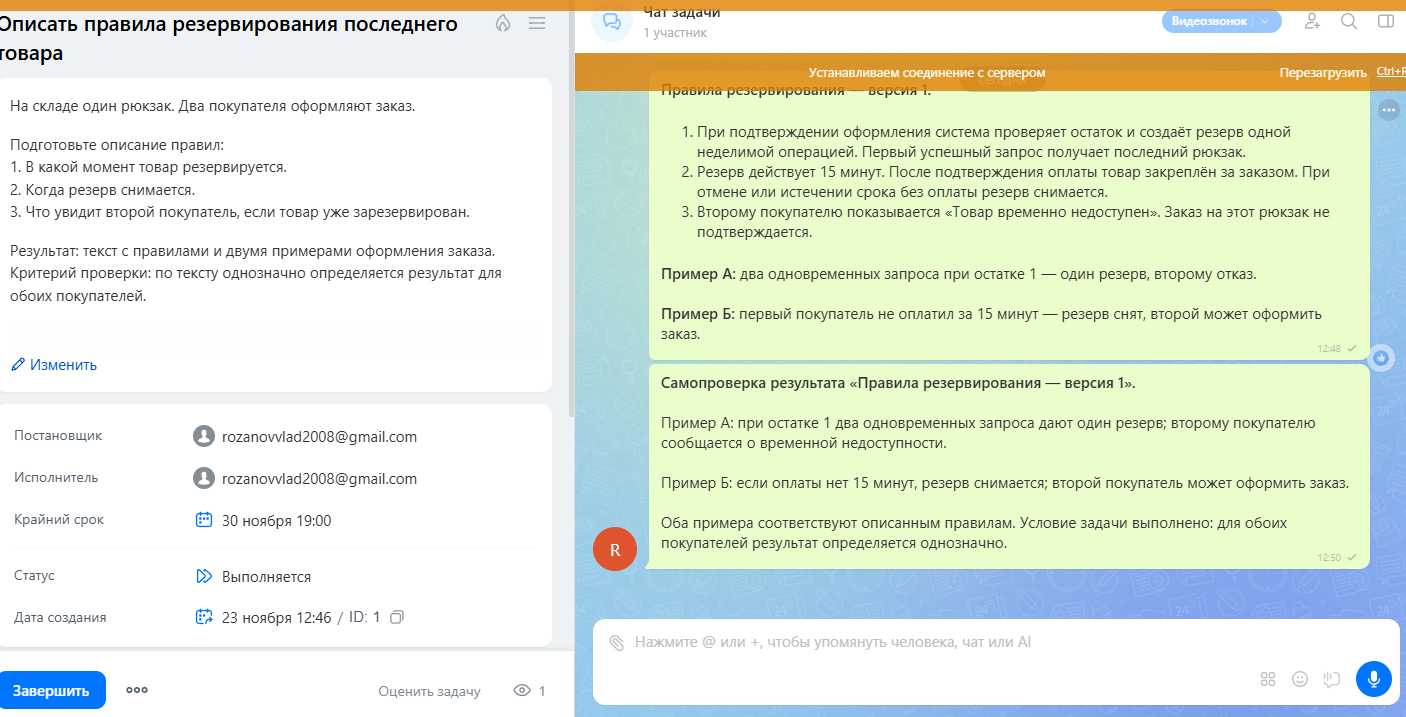 Описать правила резервирования последнего
товара
На складе один рюкзак. Два покупателя оформляют заказ.
Подготовьте описание правил:
1. В какой момент товар резервируется.
2. Когда резерв снимается.
3. Что увидит второй покупатель, если товар уже зарезервирован.
Результат: текст с правилами и двумя примерами оформления заказа.
Критерий проверки: по тексту однозначно определяется результат для
обоих покупателей.
Изменить
Постановщик
rozanovvlad2008@gmail.com
Исполнитель
rozanovvlad2008@gmail.com
Крайний срок
30 ноября 19:00
Статус
Выполняется
Дата создания
23 ноября 12:46 / ID: 1
Завершить
Оценить задачу
1
Чат задачи
1 участник
Видеозвонок
Устанавливаем соединение с сервером
Перезагрузить
Ctrl+R
Правила резервирования — версия 1.
1. При подтверждении оформления система проверяет остаток и создаёт резерв одной
неделимой операцией. Первый успешный запрос получает последний рюкзак.
2. Резерв действует 15 минут. После подтверждения оплаты товар закреплён за заказом. При
отмене или истечении срока без оплаты резерв снимается.
3. Второму покупателю показывается «Товар временно недоступен». Заказ на этот рюкзак не
подтверждается.
Пример А: два одновременных запроса при остатке 1 — один резерв, второму отказ.
Пример Б: первый покупатель не оплатил за 15 минут — резерв снят, второй может оформить
заказ.
12:48
Самопроверка результата «Правила резервирования — версия 1».
Пример А: при остатке 1 два одновременных запроса дают один резерв; второму покупателю
сообщается о временной недоступности.
Пример Б: если оплаты нет 15 минут, резерв снимается; второй покупатель может оформить заказ.
Оба примера соответствуют описанным правилам. Условие задачи выполнено: для обоих
покупателей результат определяется однозначно.
12:50
R
Нажмите @ или +, чтобы упомянуть человека, чат или AI